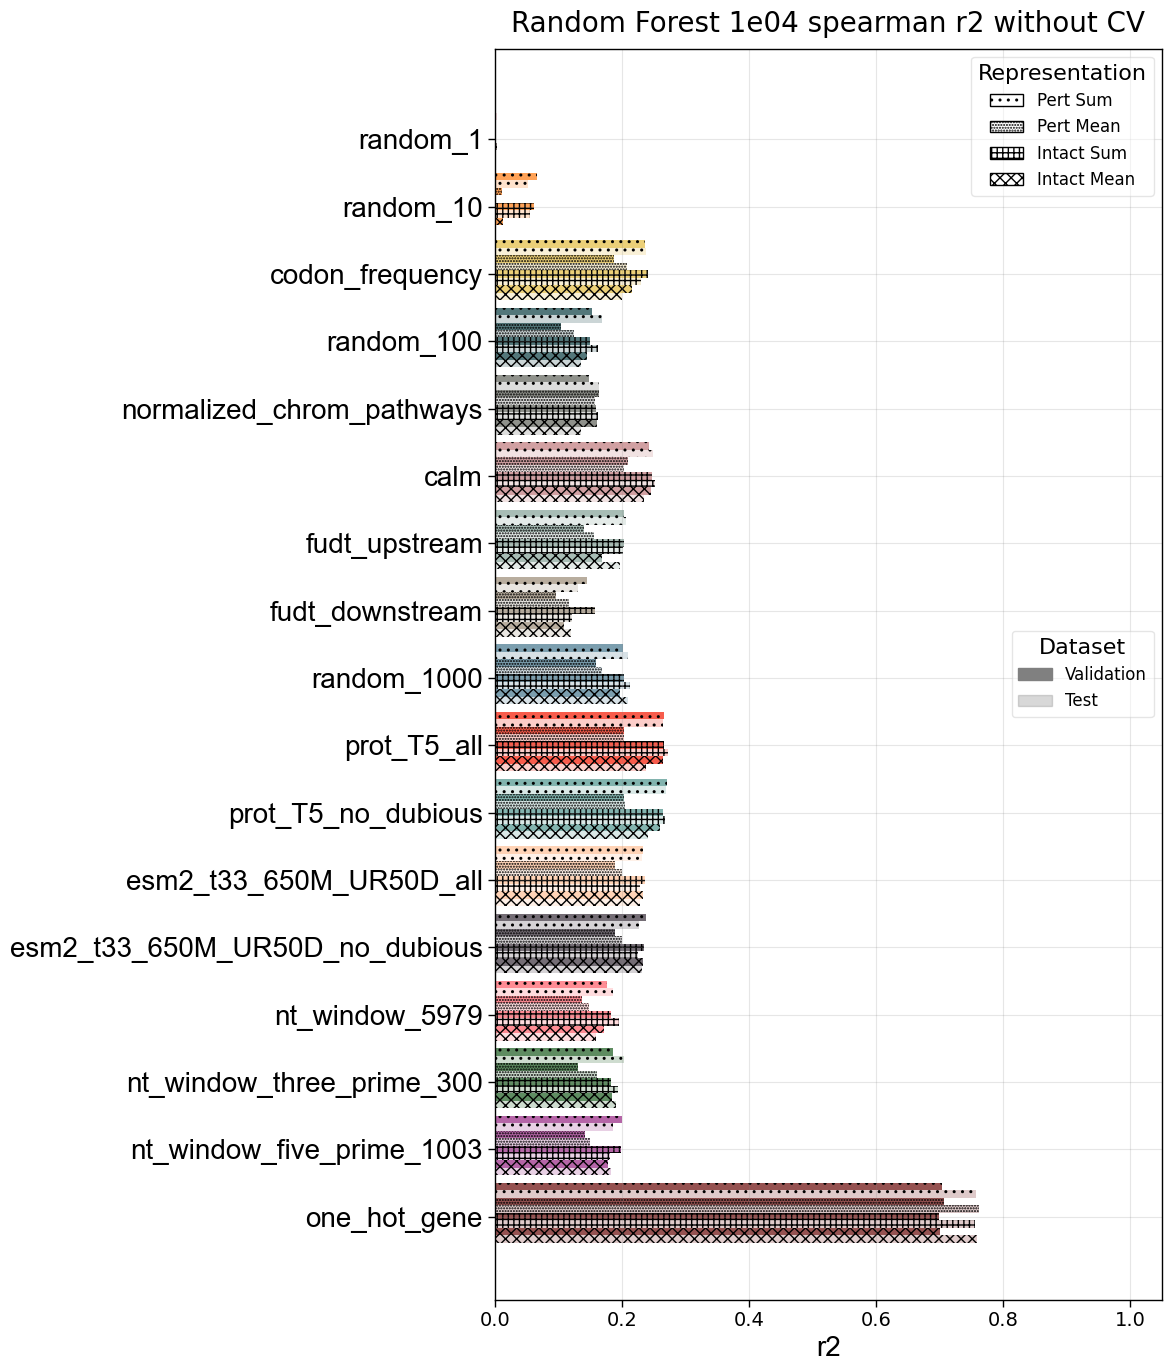 Random Forest 1e04 spearman r2 without CV
Representation
Pert Sum
Pert Mean
Intact Sum
Intact Mean
random_1
random_10
codon_frequency
random_100
normalized_chrom_pathways
calm
fudt_upstream
fudt_downstream
Dataset
Validation
Test
random_1000
prot_T5_all
prot_T5_no_dubious
esm2_t33_650M_UR50D_all
esm2_t33_650M_UR50D_no_dubious
nt_window_5979
nt_window_three_prime_300
nt_window_five_prime_1003
one_hot_gene
0.0 0.2 0.4 0.6 0.8 1.0
r2